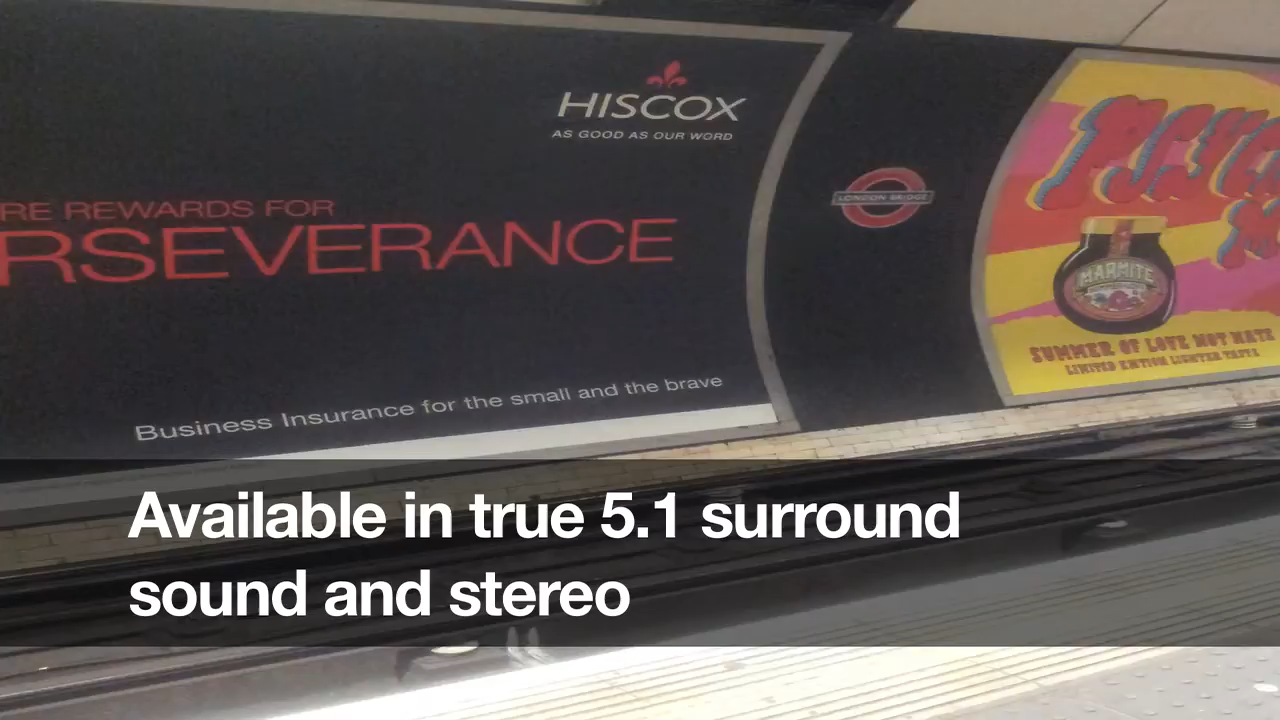 HISCOX
AS GOOD AS OUR WORD
RE REWARDS FOR
RSEVERANCE
Business Insurance for the small and the brave
LONDON BRIDGE
MARMITE
SUMMER OF LOVE NOT HATE
LIMITED EDITION LIGHTER TASTE
Available in true 5.1 surround
sound and stereo